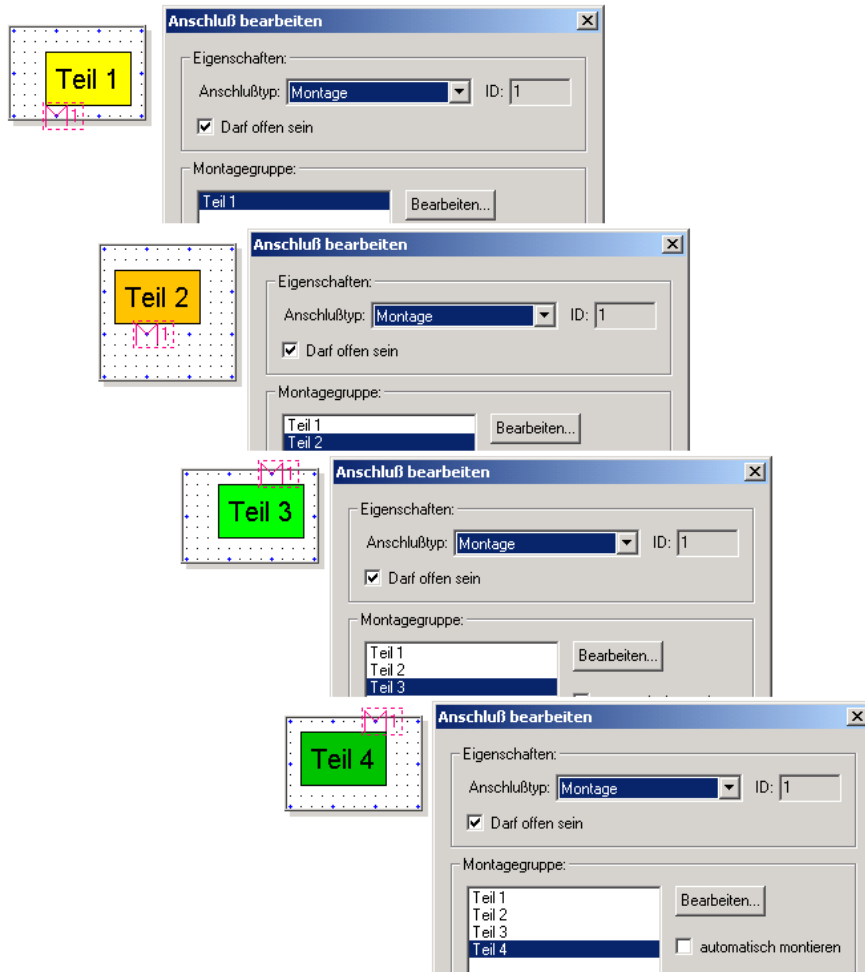 Teil 1
M1
Anschluß bearbeiten
Eigenschaften:
Anschlußtyp: Montage ID: 1
Darf offen sein
Montagegruppe:
Teil 1
Bearbeiten...
Teil 2
M1
Anschluß bearbeiten
Eigenschaften:
Anschlußtyp: Montage ID: 1
Darf offen sein
Montagegruppe:
Teil 1
Teil 2
Bearbeiten...
M1
Teil 3
Anschluß bearbeiten
Eigenschaften:
Anschlußtyp: Montage ID: 1
Darf offen sein
Montagegruppe:
Teil 1
Teil 2
Teil 3
Bearbeiten...
M1
Teil 4
Anschluß bearbeiten
Eigenschaften:
Anschlußtyp: Montage ID: 1
Darf offen sein
Montagegruppe:
Teil 1
Teil 2
Teil 3
Teil 4
Bearbeiten...
automatisch montieren